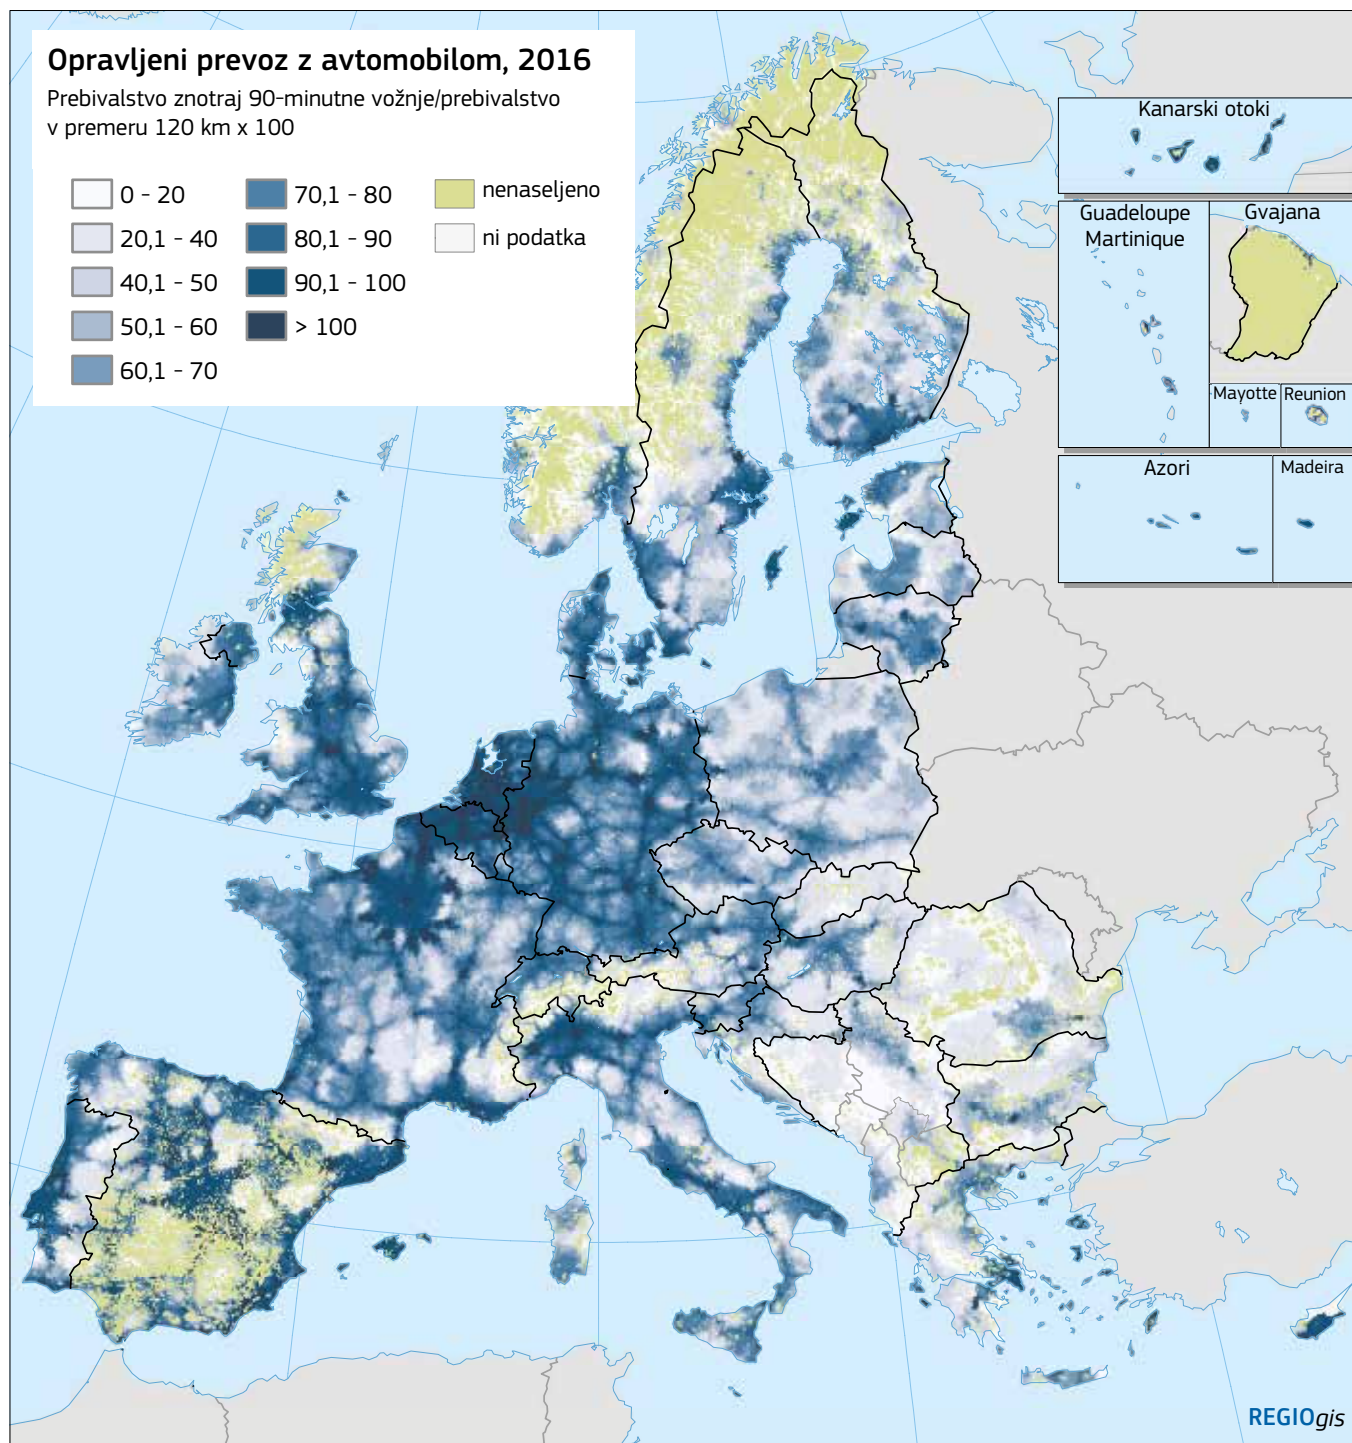 Opravljeni prevoz z avtomobilom, 2016
Prebivalstvo znotraj 90-minutne vožnje/prebivalstvo
v premeru 120 km x 100
0 - 20
20,1 - 40
40,1 - 50
50,1 - 60
60,1 - 70
70,1 - 80
80,1 - 90
90,1 - 100
> 100
nenaseljeno
ni podatka
Kanarski otoki
Guadeloupe
Martinique
Gvajana
Mayotte
Reunion
Azori
Madeira
REGIOgis